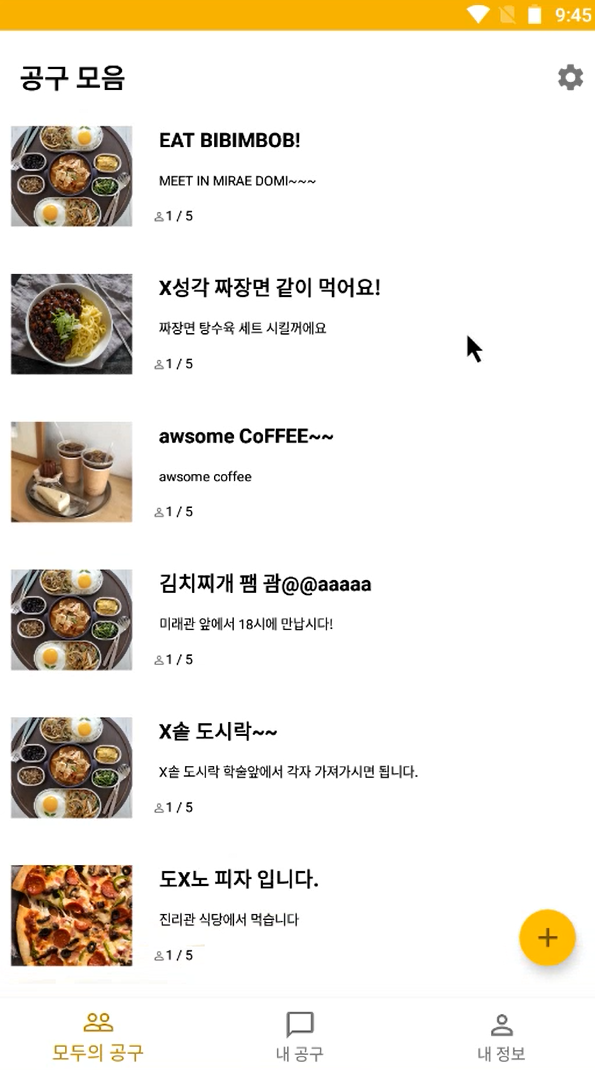 9:45
공구 모음
EAT BIBIMBOB!
MEET IN MIRAE DOMI~~~
1 / 5
X성각 짜장면 같이 먹어요!
짜장면 탕수육 세트 시킬꺼에요
1 / 5
awsome CoFFEE~~
awsome coffee
1 / 5
김치찌개 팸 괌@@aaaaa
미래관 앞에서 18시에 만납시다!
1 / 5
X솥 도시락~~
X솥 도시락 학술앞에서 각자 가져가시면 됩니다.
1 / 5
도X노 피자 입니다.
진리관 식당에서 먹습니다
1 / 5
모두의 공구
내 공구
내 정보